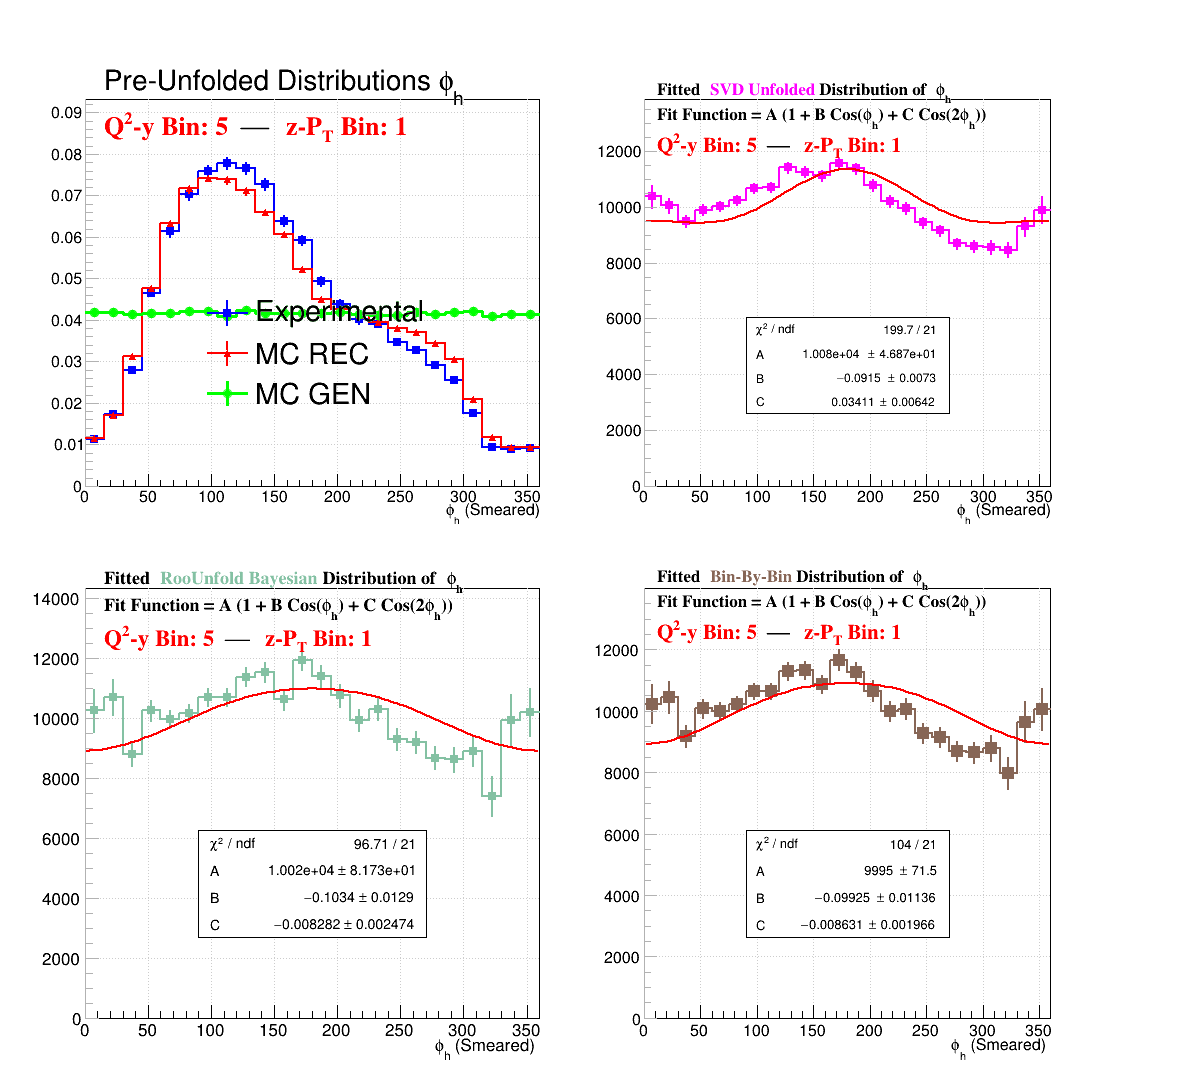 Pre-Unfolded Distributions ϕh
Q²-y Bin: 5 — z-PT Bin: 1
0.09
0.08
0.07
0.06
0.05
0.04
0.03
0.02
0.01
0
Experimental
MC REC
MC GEN
0 50 100 150 200 250 300 350
ϕh (Smeared)
Fitted SVD Unfolded Distribution of ϕh
Fit Function = A (1 + B Cos(ϕh) + C Cos(2ϕh))
Q²-y Bin: 5 — z-PT Bin: 1
12000
10000
8000
6000
4000
2000
0
χ² / ndf 199.7 / 21
A 1.008e+04 ± 4.687e+01
B −0.0915 ± 0.0073
C 0.03411 ± 0.00642
0 50 100 150 200 250 300 350
ϕh (Smeared)
Fitted RooUnfold Bayesian Distribution of ϕh
Fit Function = A (1 + B Cos(ϕh) + C Cos(2ϕh))
Q²-y Bin: 5 — z-PT Bin: 1
14000
12000
10000
8000
6000
4000
2000
0
χ² / ndf 96.71 / 21
A 1.002e+04 ± 8.173e+01
B −0.1034 ± 0.0129
C −0.008282 ± 0.002474
0 50 100 150 200 250 300 350
ϕh (Smeared)
Fitted Bin-By-Bin Distribution of ϕh
Fit Function = A (1 + B Cos(ϕh) + C Cos(2ϕh))
Q²-y Bin: 5 — z-PT Bin: 1
12000
10000
8000
6000
4000
2000
0
χ² / ndf 104 / 21
A 9995 ± 71.5
B −0.09925 ± 0.01136
C −0.008631 ± 0.001966
0 50 100 150 200 250 300 350
ϕh (Smeared)